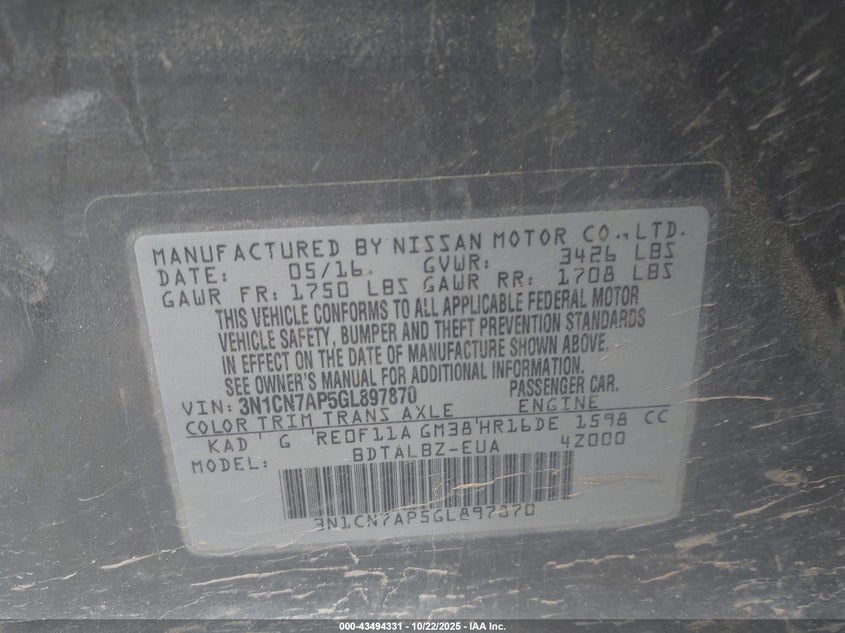 MANUFACTURED BY NISSAN MOTOR CO., LTD.
DATE: 05/16 GVWR: 3426 LBS
GAWR FR: 1750 LBS GAWR RR: 1708 LBS
THIS VEHICLE CONFORMS TO ALL APPLICABLE FEDERAL MOTOR
VEHICLE SAFETY, BUMPER AND THEFT PREVENTION STANDARDS
IN EFFECT ON THE DATE OF MANUFACTURE SHOWN ABOVE.
SEE OWNER'S MANUAL FOR ADDITIONAL INFORMATION.
VIN: 3N1CN7AP5GL897870 PASSENGER CAR.
COLOR TRIM TRANS AXLE ENGINE
KAD G RE0F11A GM38 HR16DE 1598 CC
MODEL: BDTALBZ-EUA 4Z000
3N1CN7AP5GL897870
000-43494331 - 10/22/2025 - IAA Inc.